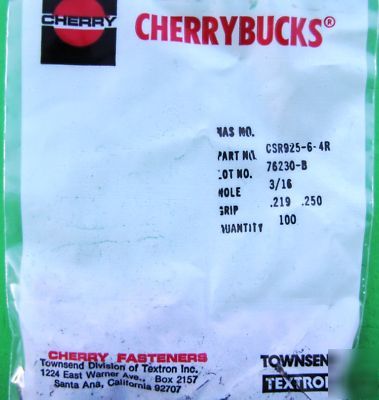 CHERRY
CHERRYBUCKS®
NAS NO.
PART NO. CSR925-6-4R
LOT NO. 76230-B
HOLE 3/16
GRIP .219 .250
QUANTITY 100
CHERRY FASTENERS
Townsend Division of Textron Inc.
1224 East Warner Ave., Box 2157
Santa Ana, California 92707
TOWNSEND
TEXTRON